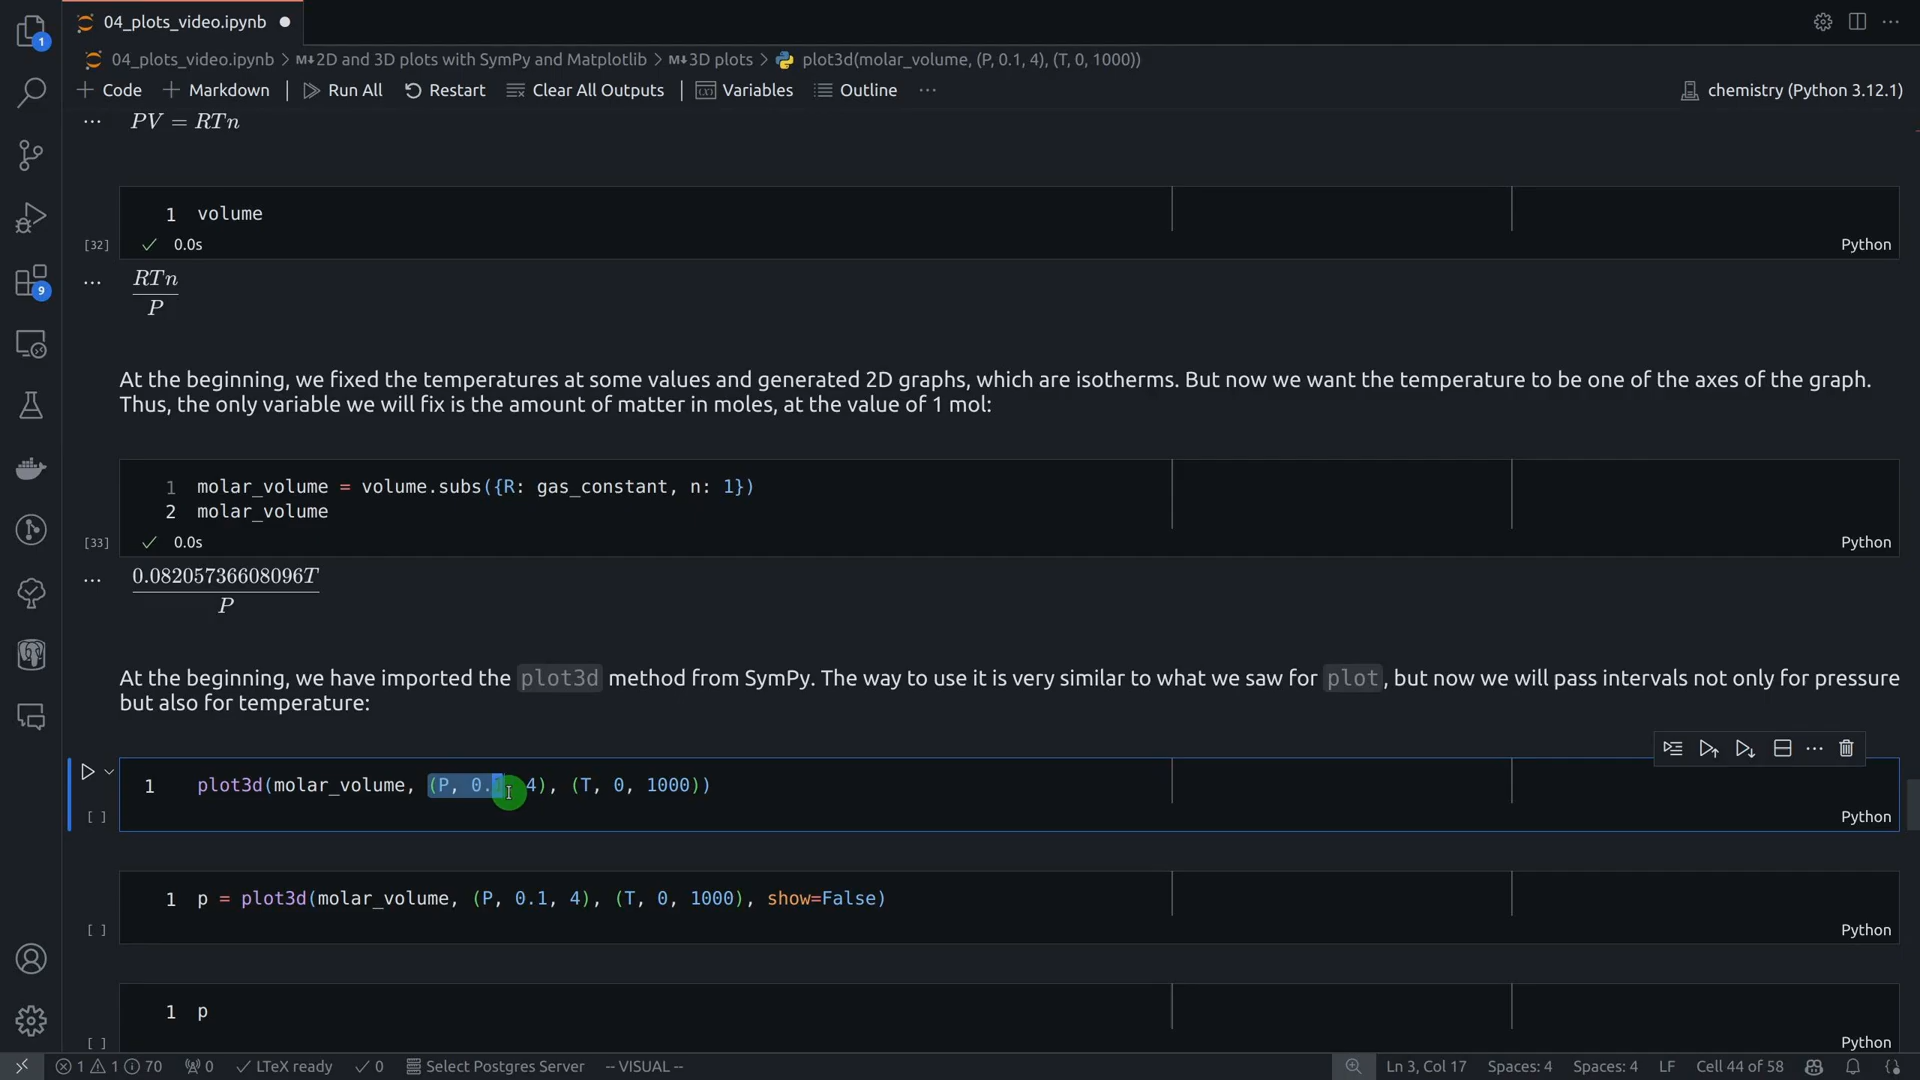 04_plots_video.ipynb
04_plots_video.ipynb > M↓2D and 3D plots with SymPy and Matplotlib > M↓3D plots > plot3d(molar_volume, (P, 0.1, 4), (T, 0, 1000))
+ Code + Markdown Run All Restart Clear All Outputs Variables Outline ... chemistry (Python 3.12.1)
... PV = RTn
1 volume
[32] 0.0s Python
... RTn
P
At the beginning, we fixed the temperatures at some values and generated 2D graphs, which are isotherms. But now we want the temperature to be one of the axes of the graph.
Thus, the only variable we will fix is the amount of matter in moles, at the value of 1 mol:
1 molar_volume = volume.subs({R: gas_constant, n: 1})
2 molar_volume
[33] 0.0s Python
... 0.08205736608096T
P
At the beginning, we have imported the plot3d method from SymPy. The way to use it is very similar to what we saw for plot, but now we will pass intervals not only for pressure
but also for temperature:
1 plot3d(molar_volume, (P, 0. 4), (T, 0, 1000))
[ ] Python
1 p = plot3d(molar_volume, (P, 0.1, 4), (T, 0, 1000), show=False)
[ ] Python
1 p
[ ] Python
1
9
1 1 70 0 LTeX ready 0 Select Postgres Server -- VISUAL -- Ln 3, Col 17 Spaces: 4 Spaces: 4 LF Cell 44 of 58